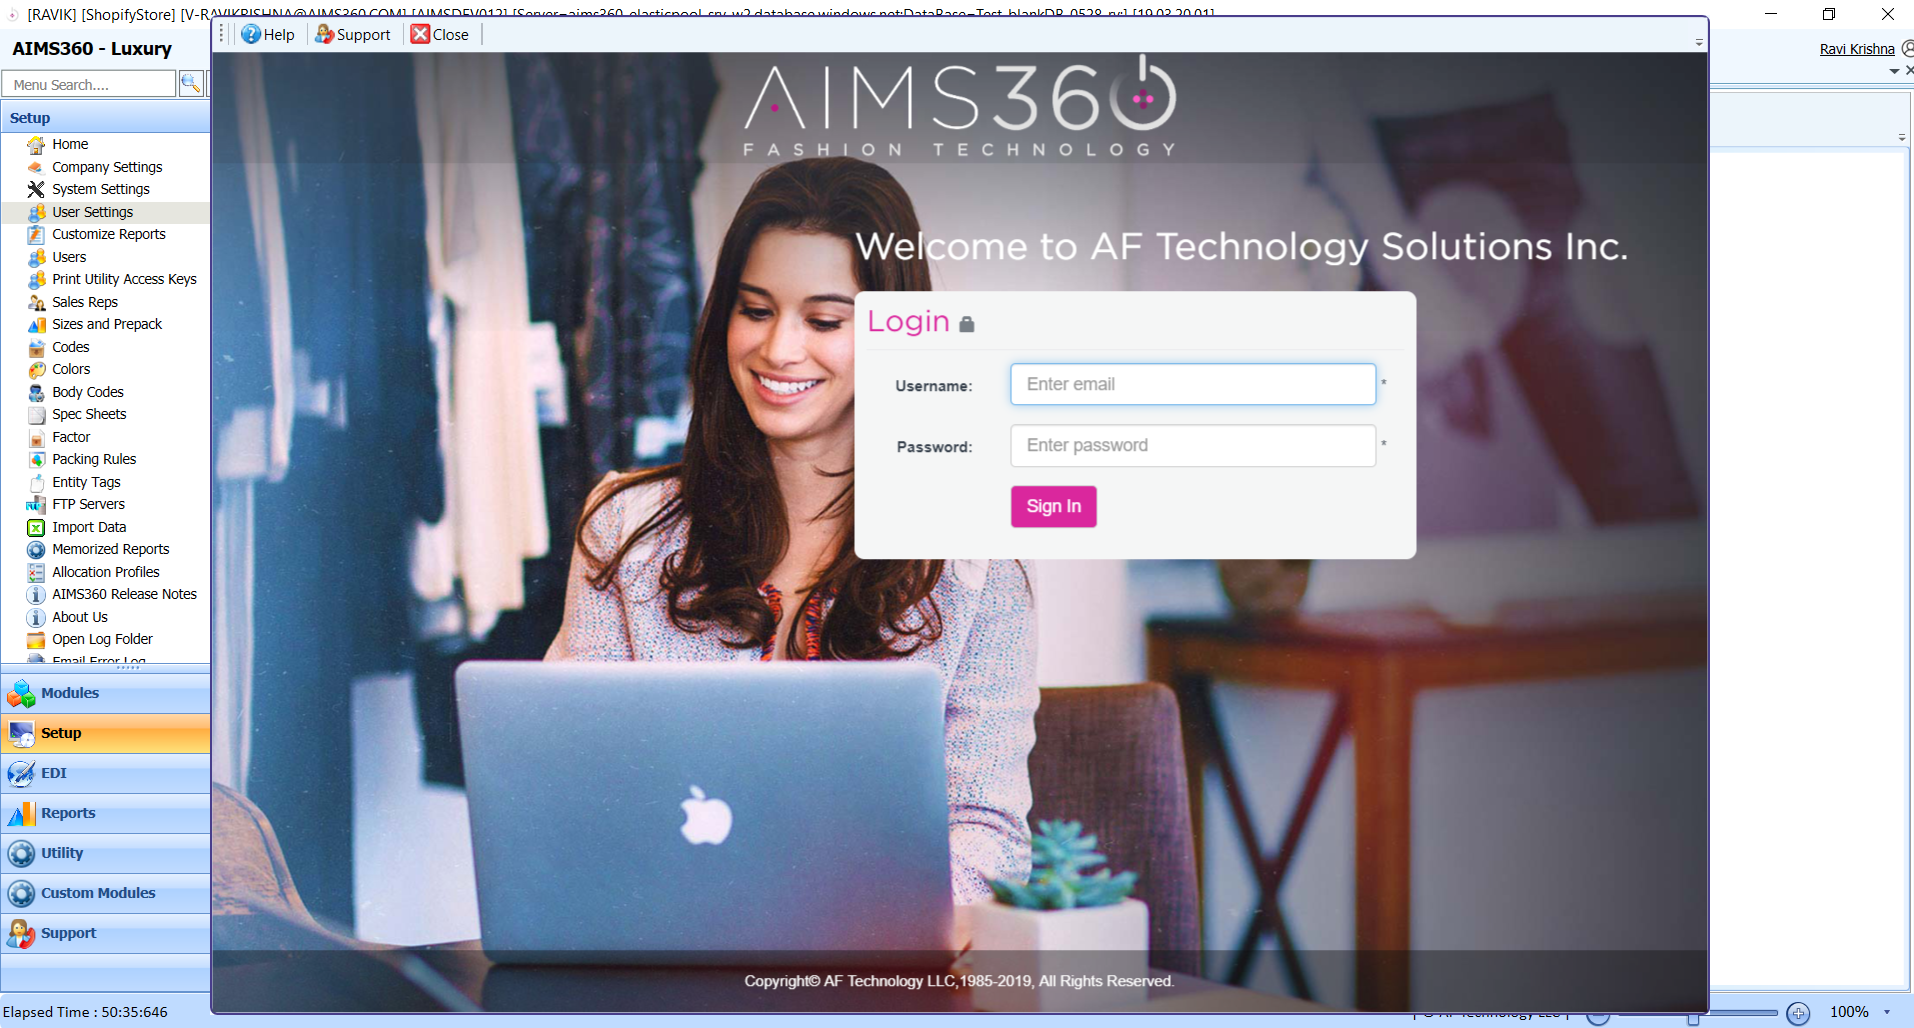 [RAVIK] [ShopifyStore] [V-RAVIKRISHNA@AIMS360.COM] [AIMSDEV012] [Server=aims360-elasticpool-srv-w2.database.windows.net;DataBase=Test_blankDB_0528_rv;] [19.03.20.01]
AIMS360 - Luxury
Help
Support
Close
Ravi Krishna
Menu Search....
Setup
Home
Company Settings
System Settings
User Settings
Customize Reports
Users
Print Utility Access Keys
Sales Reps
Sizes and Prepack
Codes
Colors
Body Codes
Spec Sheets
Factor
Packing Rules
Entity Tags
FTP Servers
Import Data
Memorized Reports
Allocation Profiles
AIMS360 Release Notes
About Us
Open Log Folder
Email Error Log
Modules
Setup
EDI
Reports
Utility
Custom Modules
Support
AIMS360
FASHION TECHNOLOGY
Welcome to AF Technology Solutions Inc.
Login
Username:
Enter email
*
Password:
Enter password
*
Sign In
Copyright© AF Technology LLC,1985-2019, All Rights Reserved.
Elapsed Time : 50:35:646
| © AF Technology LLC |
100%